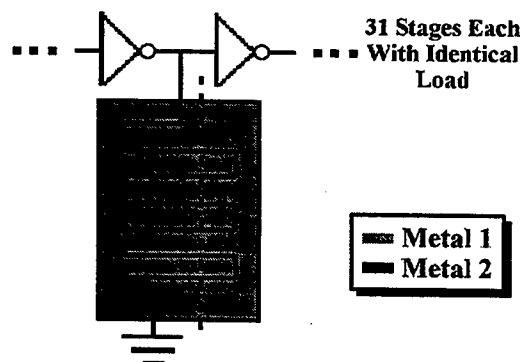 31 Stages Each
With Identical
Load
Metal 1
Metal 2